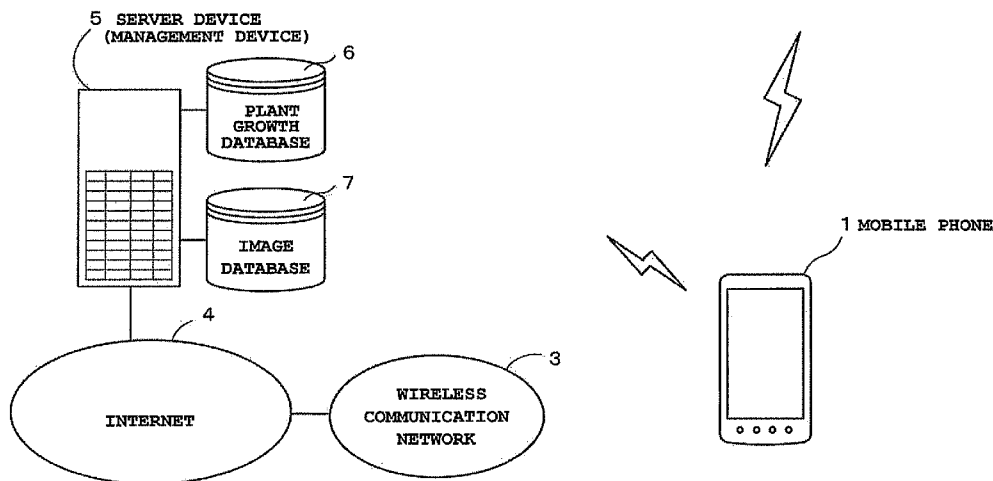 5 SERVER DEVICE
(MANAGEMENT DEVICE)
6
PLANT
GROWTH
DATABASE
7
IMAGE
DATABASE
1 MOBILE PHONE
4
INTERNET
3
WIRELESS
COMMUNICATION
NETWORK